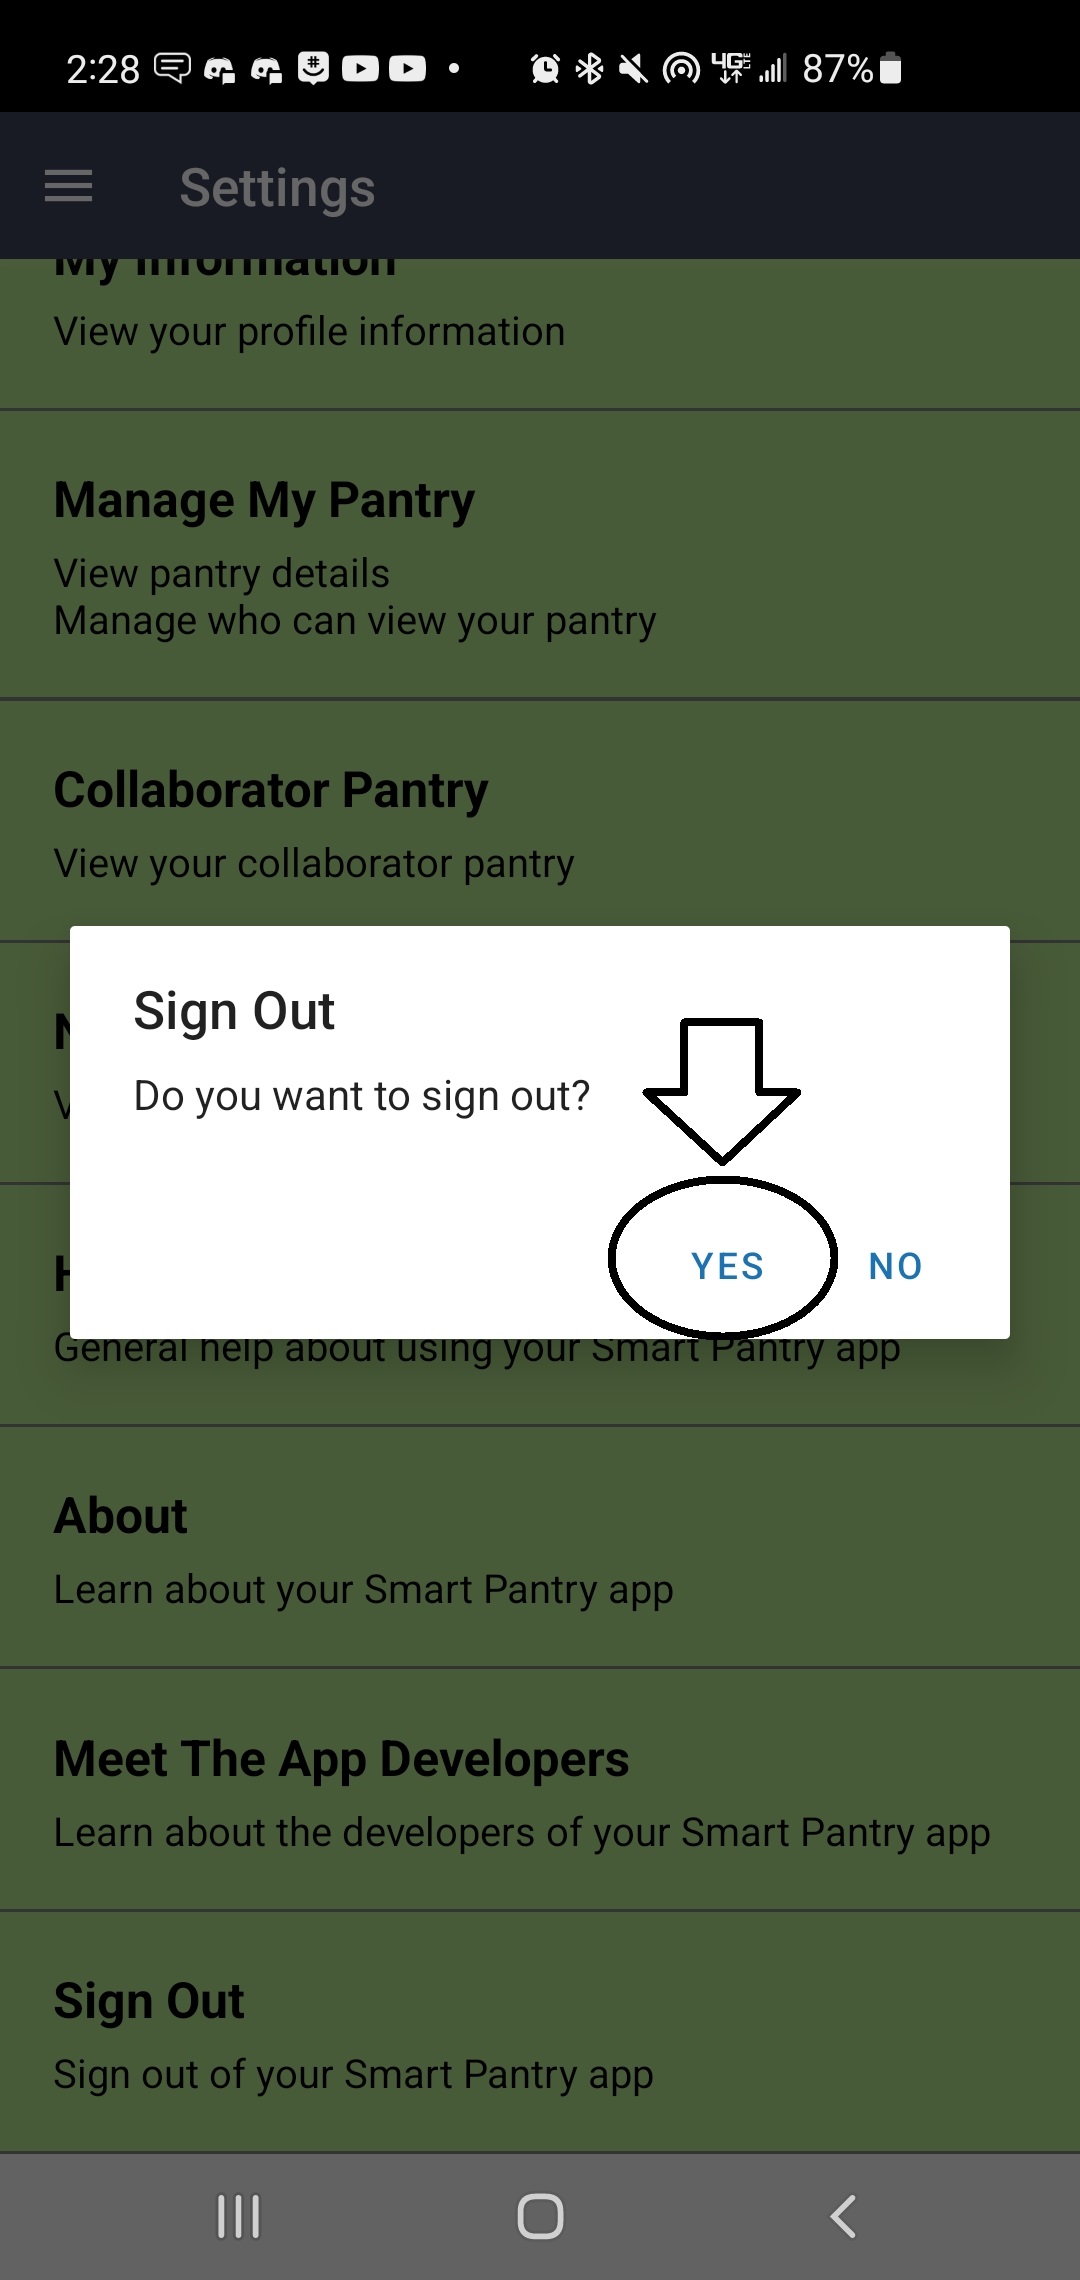 2:28
4G LTE
87%
Settings
My Information
View your profile information
Manage My Pantry
View pantry details
Manage who can view your pantry
Collaborator Pantry
View your collaborator pantry
Sign Out
Do you want to sign out?
YES NO
General help about using your Smart Pantry app
About
Learn about your Smart Pantry app
Meet The App Developers
Learn about the developers of your Smart Pantry app
Sign Out
Sign out of your Smart Pantry app